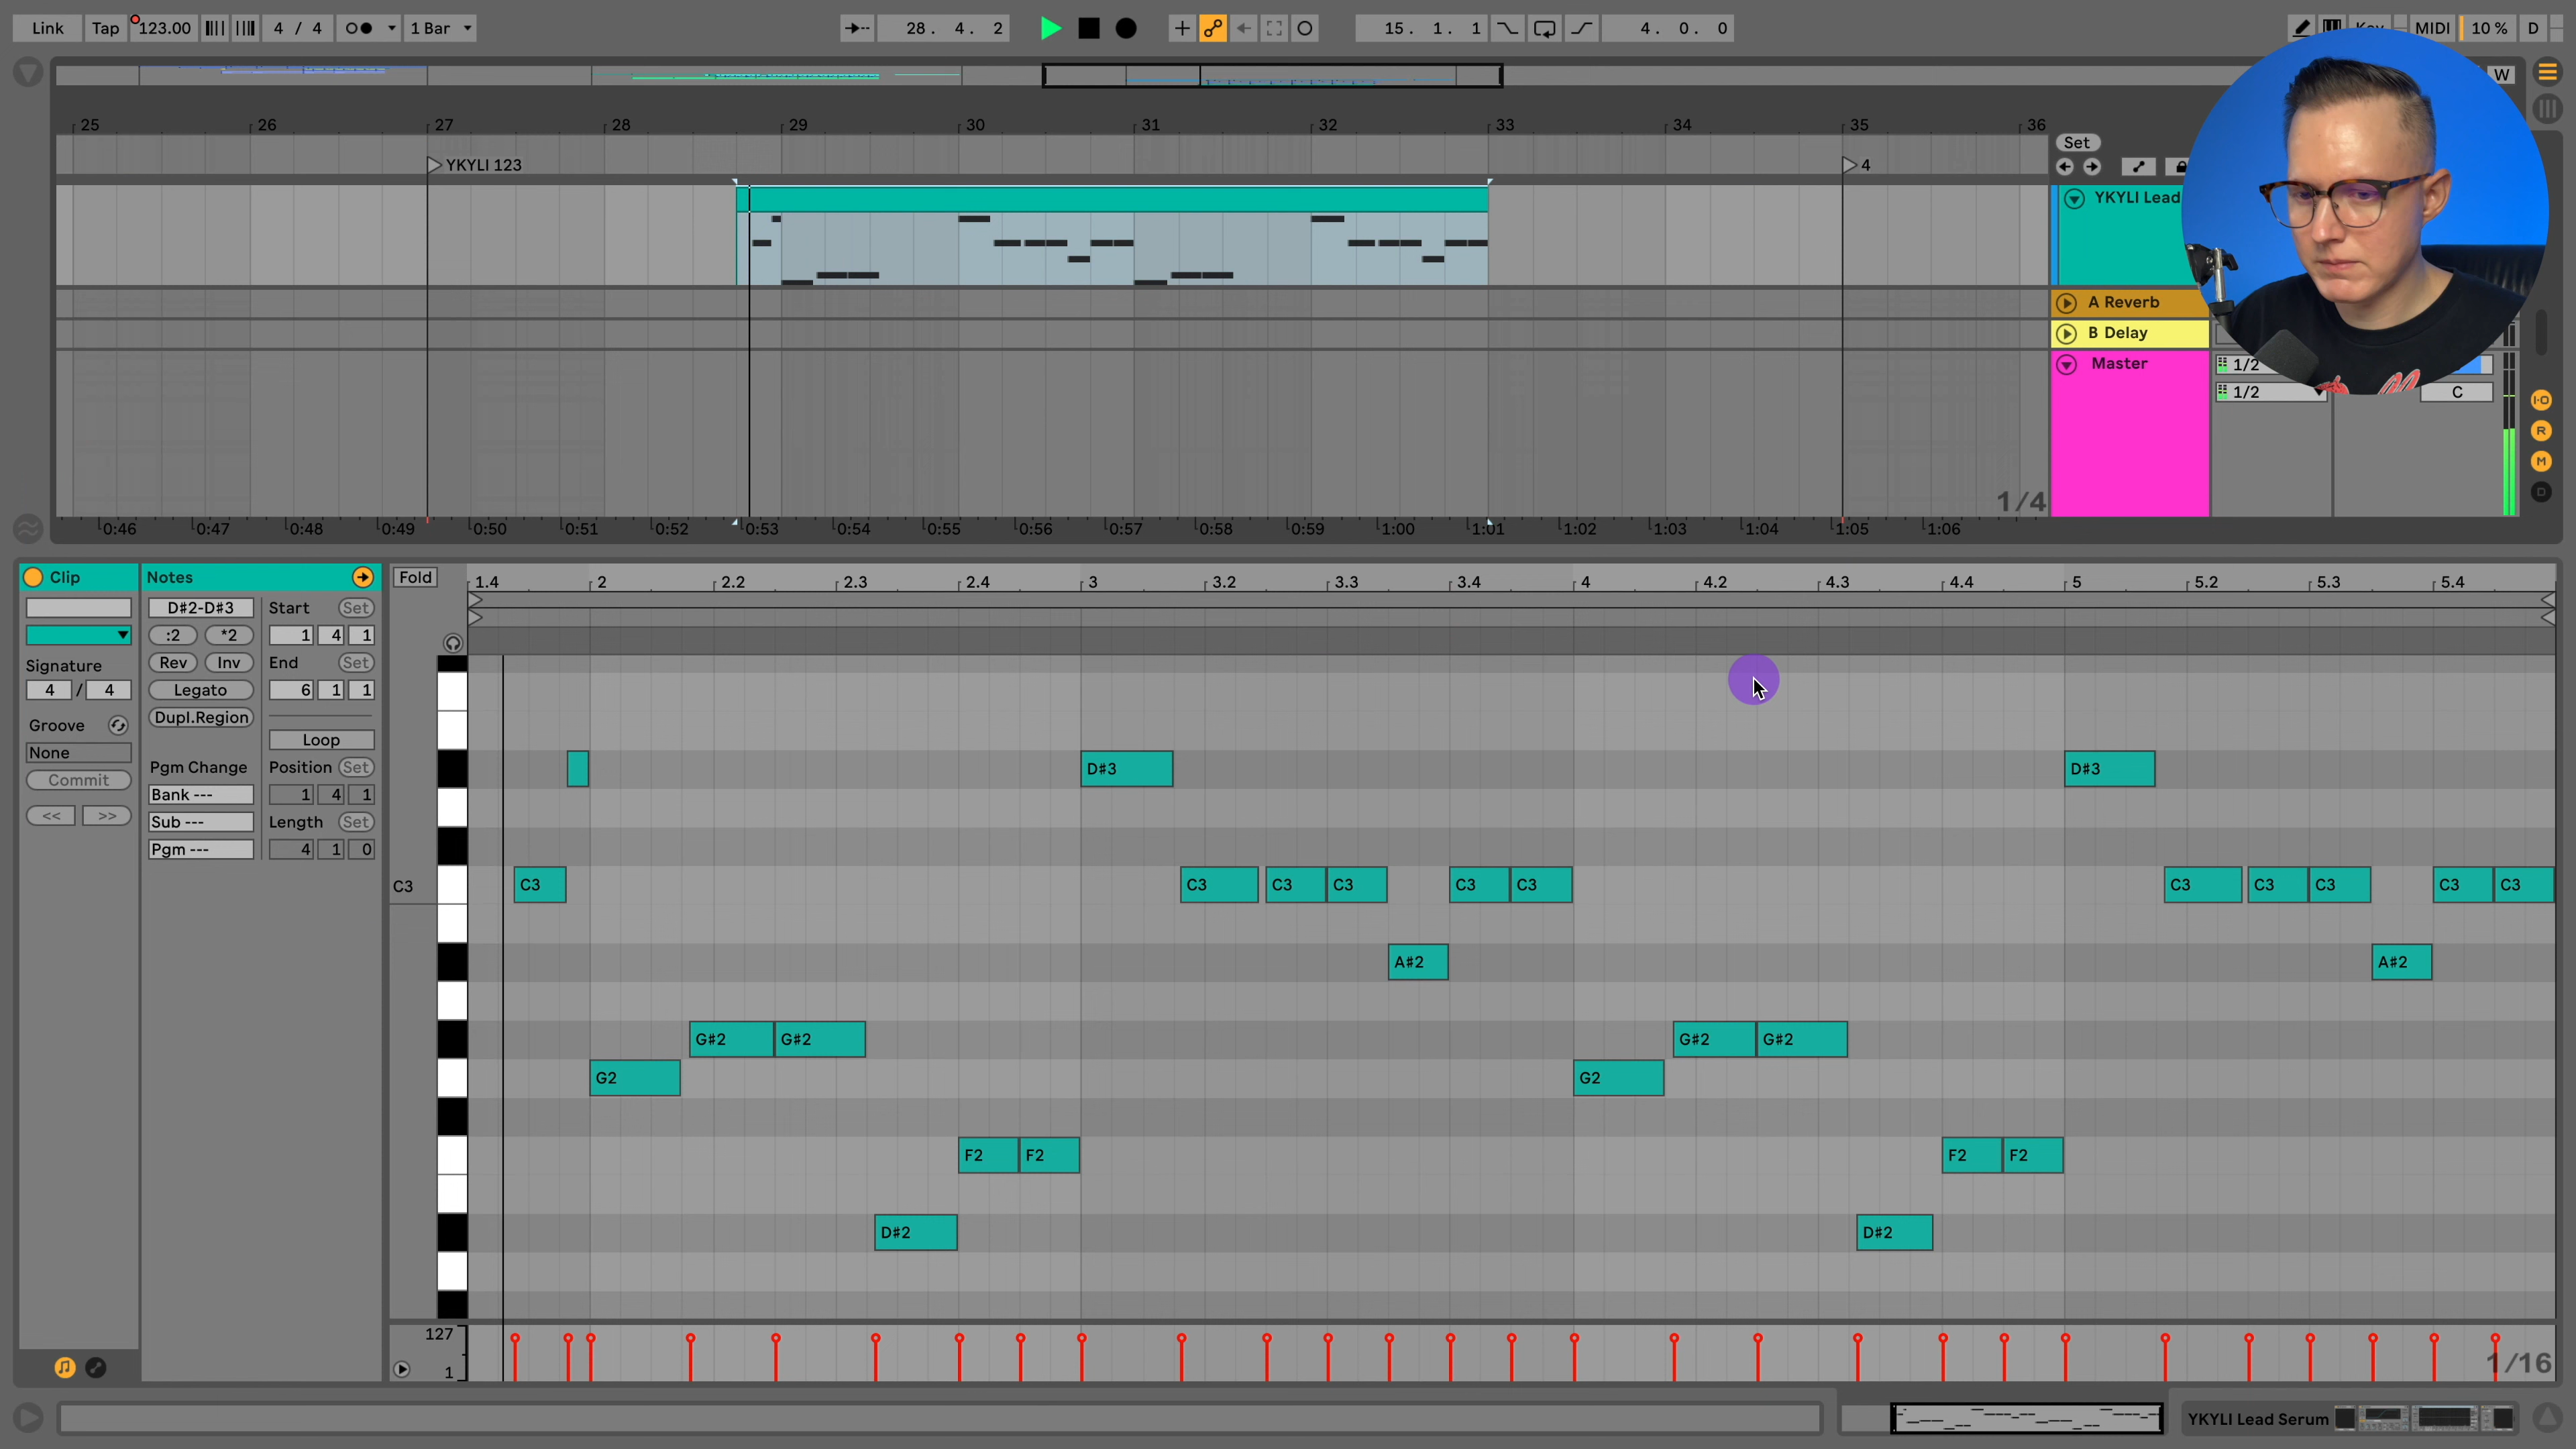 Link Tap 123.00 4 / 4 1 Bar 28. 4. 2 15. 1. 1 4. 0. 0 Key MIDI 10 % D
W
25 26 27 28 29 30 31 32 33 34 35 36
Set
YKYLI 123 4
YKYLI Lead
A Reverb
B Delay
Master
1/2
1/2 C
1/4
0:46 0:47 0:48 0:49 0:50 0:51 0:52 0:53 0:54 0:55 0:56 0:57 0:58 0:59 1:00 1:01 1:02 1:03 1:04 1:05 1:06
I·O
R
M
D
Clip Notes Fold 1.4 2 2.2 2.3 2.4 3 3.2 3.3 3.4 4 4.2 4.3 4.4 5 5.2 5.3 5.4
D#2-D#3 Start Set
:2 *2 1 4 1
Signature Rev Inv End Set
4 / 4 Legato 6 1 1
Groove Dupl.Region
None Loop
Commit Pgm Change Position Set
Bank --- 1 4 1
<< >> Sub --- Length Set
Pgm --- 4 1 0
D#3 D#3
C3 C3 C3 C3 C3 C3 C3 C3 C3 C3 C3 C3
A#2 A#2
G#2 G#2 G#2 G#2
G2 G2
F2 F2 F2 F2
D#2 D#2
127
1 1/16
YKYLI Lead Serum